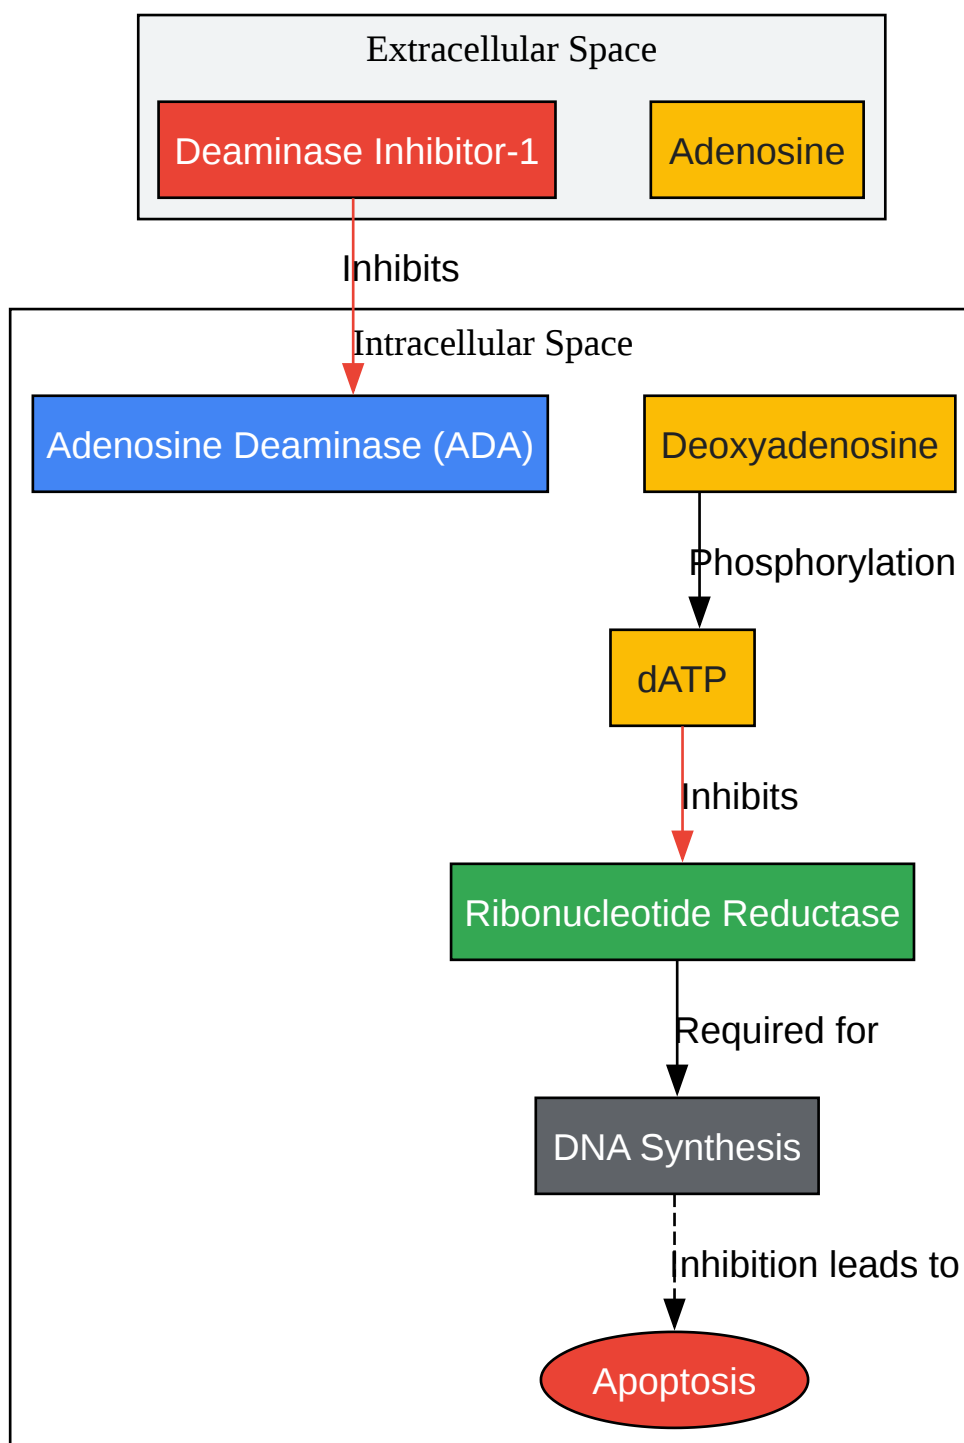 Extracellular Space
Deaminase Inhibitor-1
Adenosine
Inhibits
Intracellular Space
Adenosine Deaminase (ADA)
Deoxyadenosine
Phosphorylation
dATP
Inhibits
Ribonucleotide Reductase
Required for
DNA Synthesis
Inhibition leads to
Apoptosis